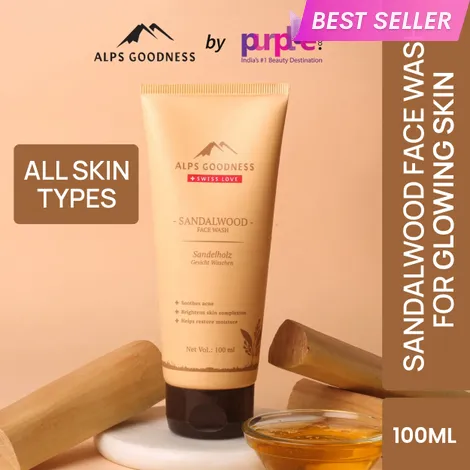 BEST SELLER
ALPS GOODNESS
by
purplle
.com
India's #1 Beauty Destination
ALL SKIN
TYPES
ALPS GOODNESS
+ SWISS LOVE
- SANDALWOOD -
FACE WASH
Sandelholz
Gesicht Waschen
+ Soothes acne
+ Brightens skin complexion
+ Helps restore moisture
Net Vol.: 100 ml
SANDALWOOD FACE WASH
FOR GLOWING SKIN
100ML